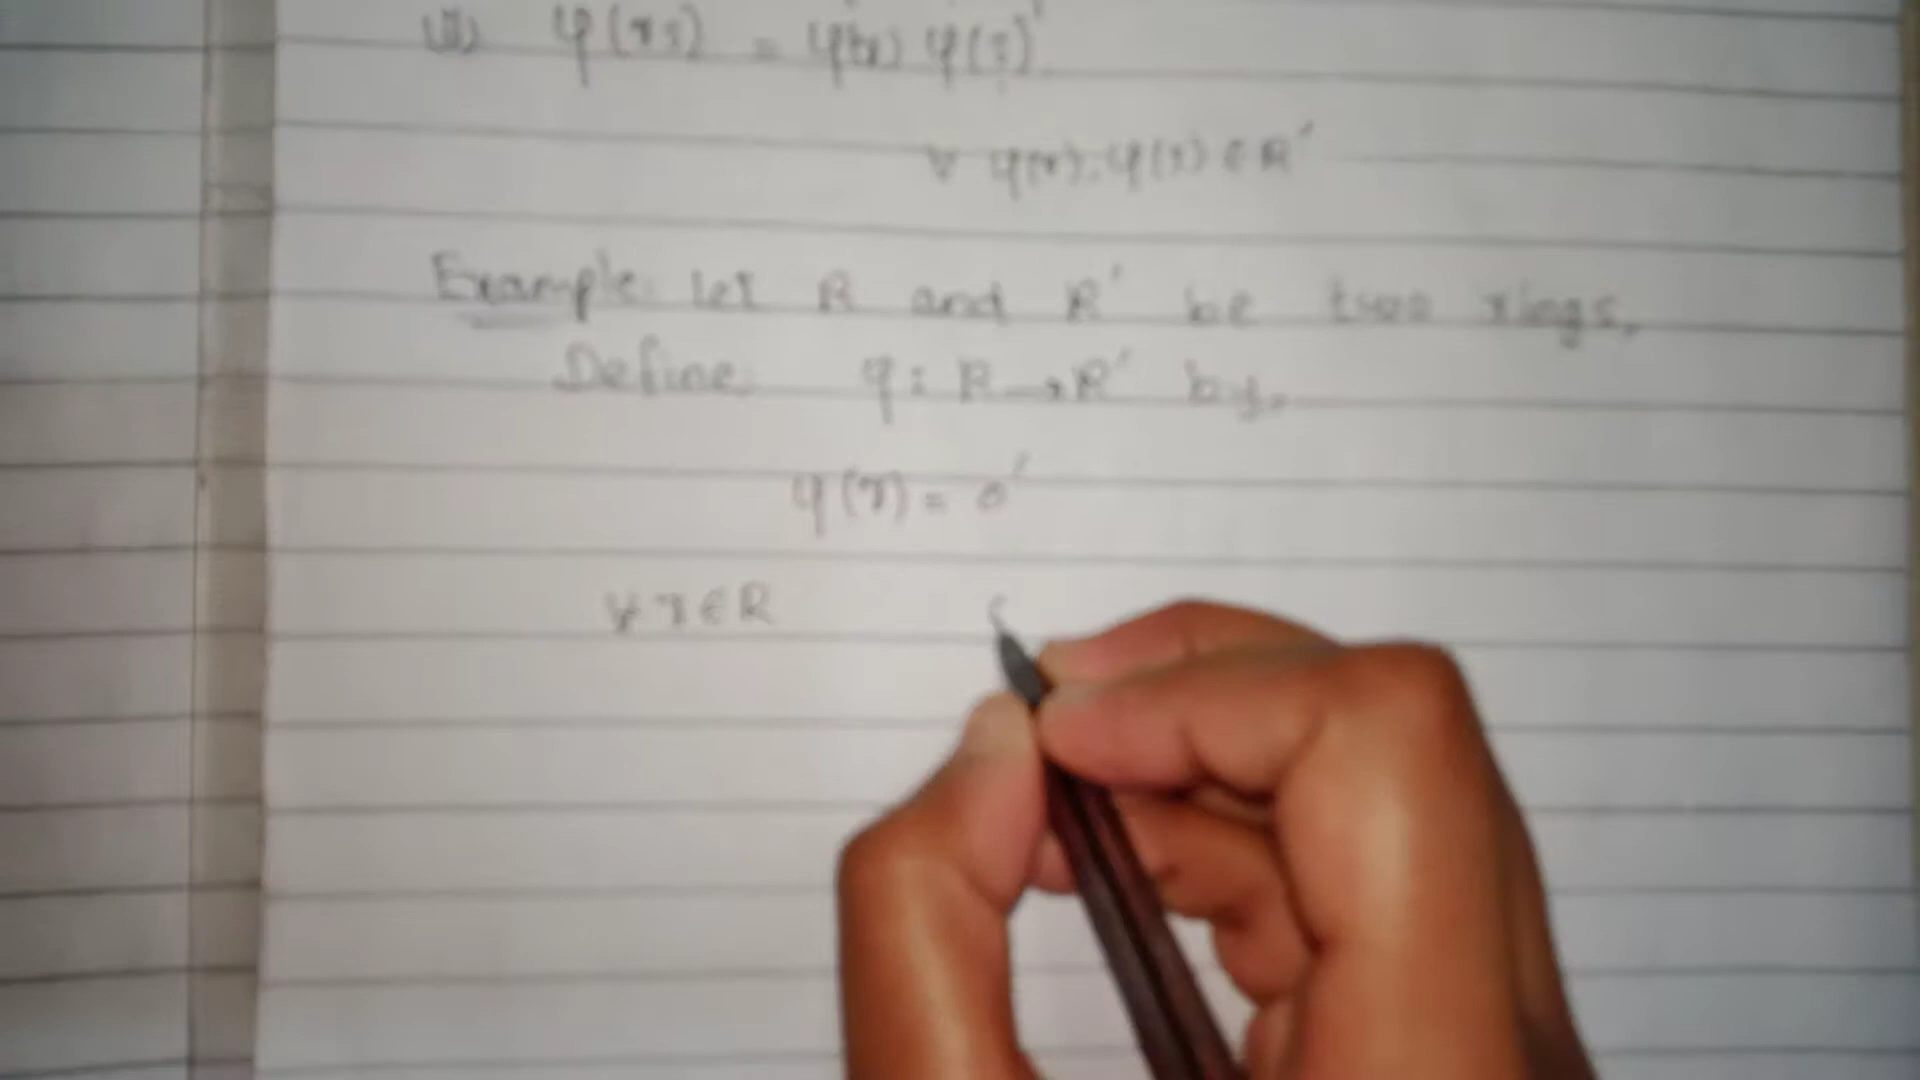 (ii) φ(rs) = φ(r) φ(s)
∀ φ(r), φ(s) ∈ R′
Example: Let R and R′ be two rings,
Define φ: R → R′ by,
φ(r) = 0′
∀ r ∈ R